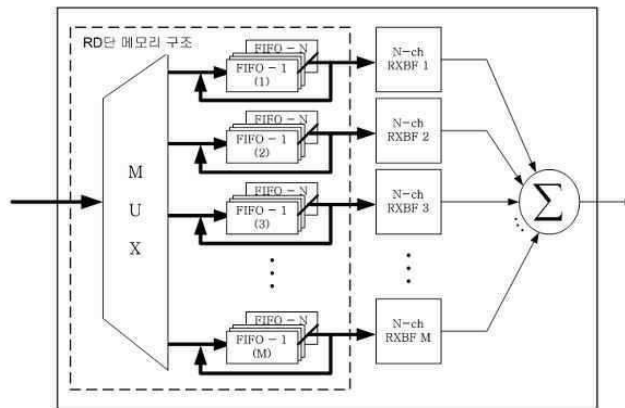 RD단 메모리 구조
M
U
X
FIFO-N
FIFO-1
(1)
N-ch
RXBF 1
FIFO-N
FIFO-1
(2)
N-ch
RXBF 2
FIFO-N
FIFO-1
(3)
N-ch
RXBF 3
FIFO-N
FIFO-1
(M)
N-ch
RXBF M
Σ